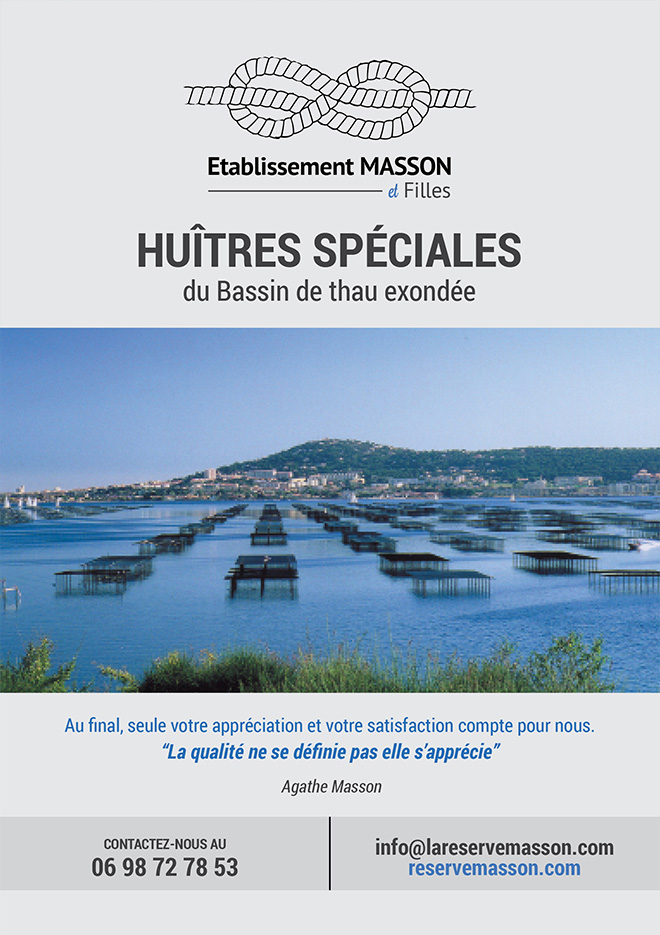 Etablissement MASSON
et Filles
HUÎTRES SPÉCIALES
du Bassin de thau exondée
Au final, seule votre appréciation et votre satisfaction compte pour nous.
“La qualité ne se définie pas elle s’apprécie”
Agathe Masson
CONTACTEZ-NOUS AU
06 98 72 78 53
info@lareservemasson.com
reservemasson.com